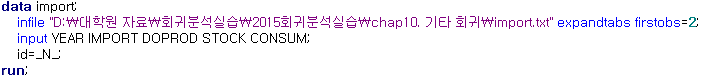 data import;
infile "D:\대학원 자료\회귀분석실습\2015회귀분석실습\chap10. 기타 회귀\import.txt" expandtabs firstobs=2;
input YEAR IMPORT DOPROD STOCK CONSUM;
id=_N_;
run;